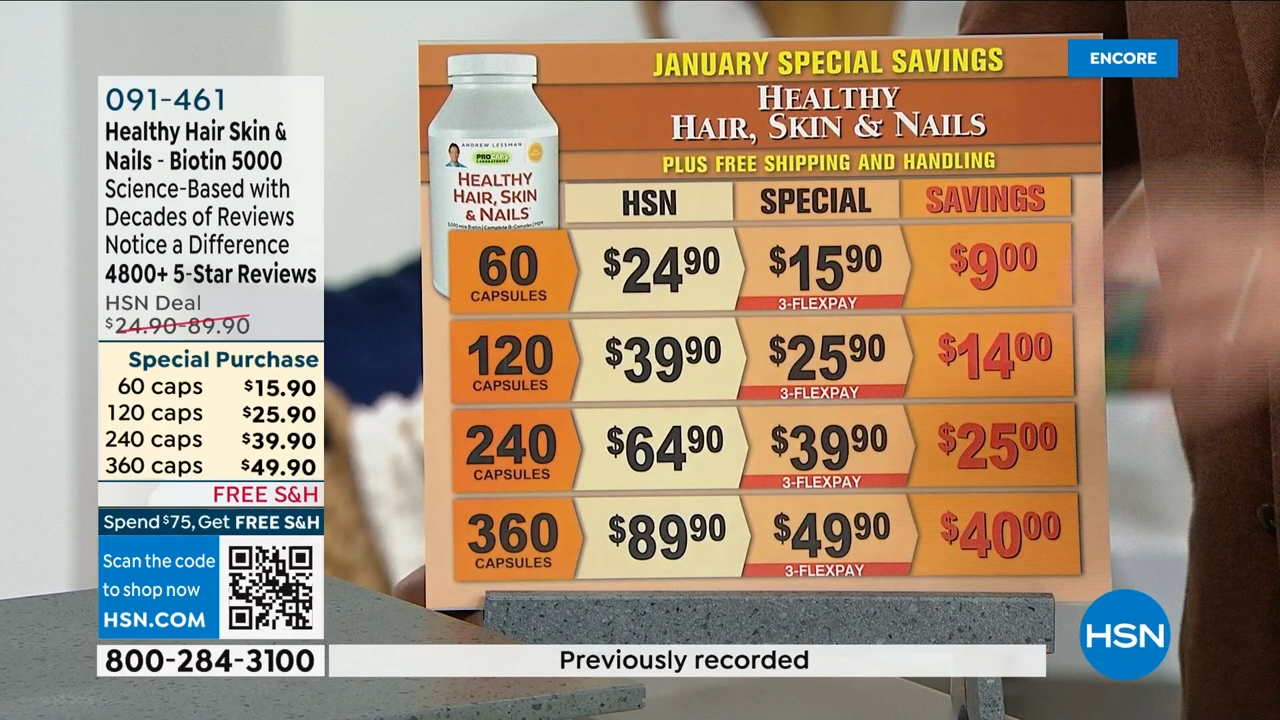 ENCORE
091-461
Healthy Hair Skin &
Nails - Biotin 5000
Science-Based with
Decades of Reviews
Notice a Difference
4800+ 5-Star Reviews
HSN Deal
$24.90-89.90
Special Purchase
60 caps $15.90
120 caps $25.90
240 caps $39.90
360 caps $49.90
FREE S&H
Spend $75, Get FREE S&H
Scan the code
to shop now
HSN.COM
800-284-3100
Previously recorded
HSN
JANUARY SPECIAL SAVINGS
HEALTHY
HAIR, SKIN & NAILS
PLUS FREE SHIPPING AND HANDLING
HSN SPECIAL SAVINGS
60 CAPSULES $24.90 $15.90 3-FLEXPAY $9.00
120 CAPSULES $39.90 $25.90 3-FLEXPAY $14.00
240 CAPSULES $64.90 $39.90 3-FLEXPAY $25.00
360 CAPSULES $89.90 $49.90 3-FLEXPAY $40.00
ANDREW LESSMAN
PROCAPS
LABORATORIES
HEALTHY
HAIR, SKIN
& NAILS